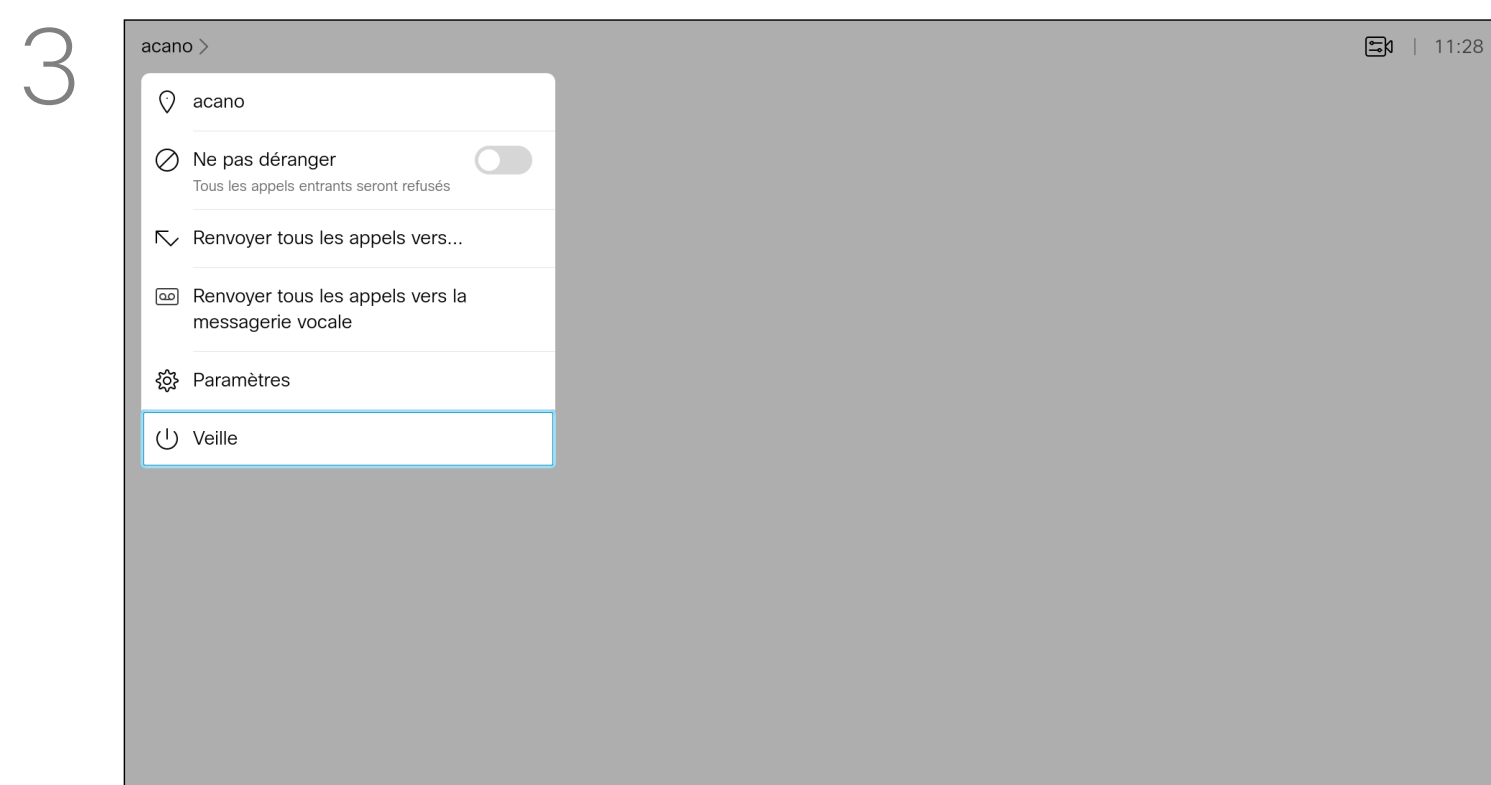 3
acano
11:28
acano
Ne pas déranger
Tous les appels entrants seront refusés
Renvoyer tous les appels vers...
Renvoyer tous les appels vers la
messagerie vocale
Paramètres
Veille